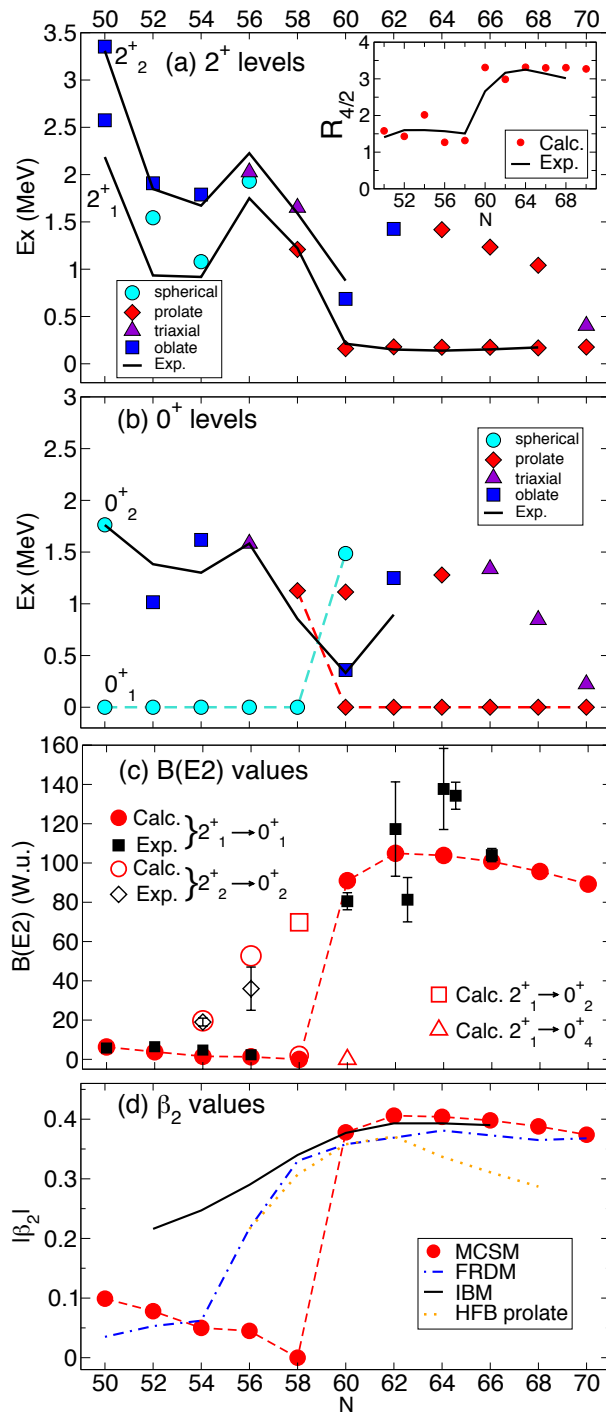 50 52 54 56 58 60 62 64 66 68 70
3.5
3
2.5
2
1.5
1
0.5
0
Ex (MeV)
(a) 2⁺ levels
2⁺₂
2⁺₁
spherical
prolate
triaxial
oblate
Exp.
4
3
2
1
0
R₄/₂
Calc.
Exp.
52 56 60 64 68
N
3
2.5
2
1.5
1
0.5
0
Ex (MeV)
(b) 0⁺ levels
0⁺₂
0⁺₁
spherical
prolate
triaxial
oblate
Exp.
160
140
120
100
80
60
40
20
0
B(E2) (W.u.)
(c) B(E2) values
Calc.
Exp. } 2⁺₁→0⁺₁
Calc.
Exp. } 2⁺₂→0⁺₂
Calc. 2⁺₁→0⁺₂
Calc. 2⁺₁→0⁺₄
0.4
0.3
0.2
0.1
0
|β₂|
(d) β₂ values
MCSM
FRDM
IBM
HFB prolate
50 52 54 56 58 60 62 64 66 68 70
N